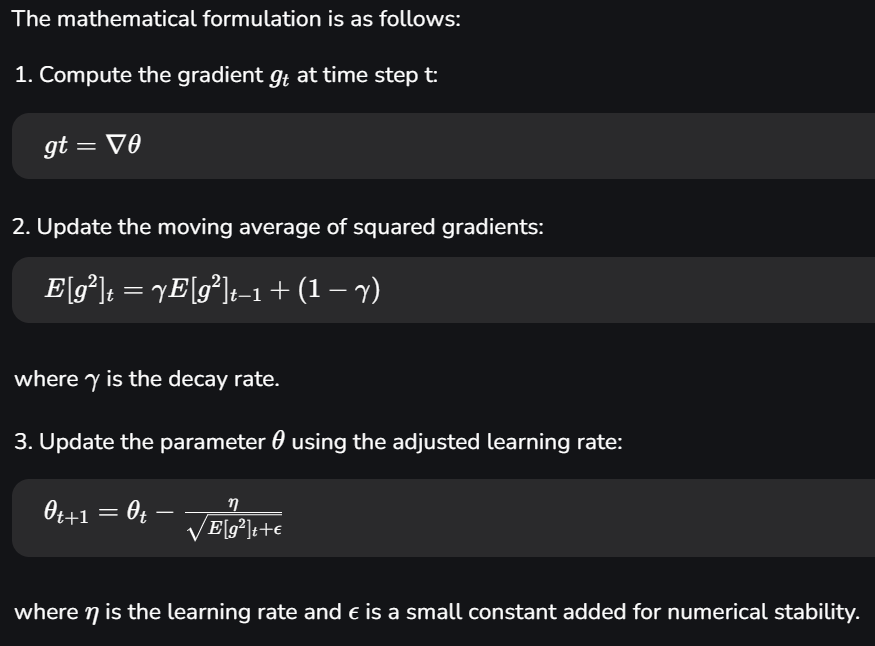 The mathematical formulation is as follows:
1. Compute the gradient $g_t$ at time step t:
$gt = \nabla\theta$
2. Update the moving average of squared gradients:
$E[g^2]_t = \gamma E[g^2]_{t-1} + (1 - \gamma)$
where $\gamma$ is the decay rate.
3. Update the parameter $\theta$ using the adjusted learning rate:
$\theta_{t+1} = \theta_t - \frac{\eta}{\sqrt{E[g^2]_t + \epsilon}}$
where $\eta$ is the learning rate and $\epsilon$ is a small constant added for numerical stability.